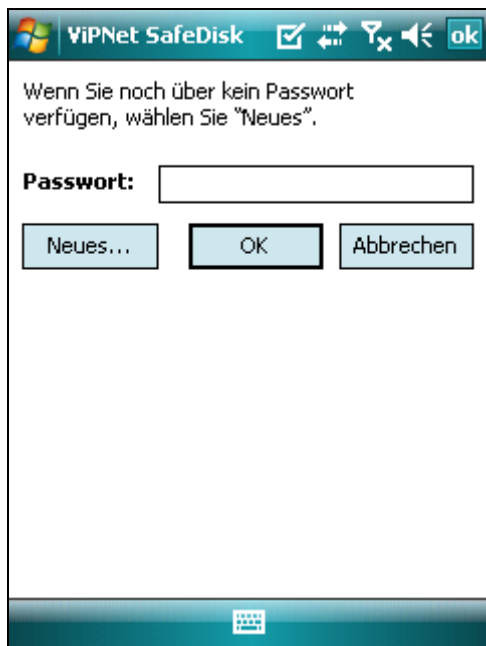 ViPNet SafeDisk ok
Wenn Sie noch über kein Passwort
verfügen, wählen Sie "Neues".
Passwort:
Neues... OK Abbrechen